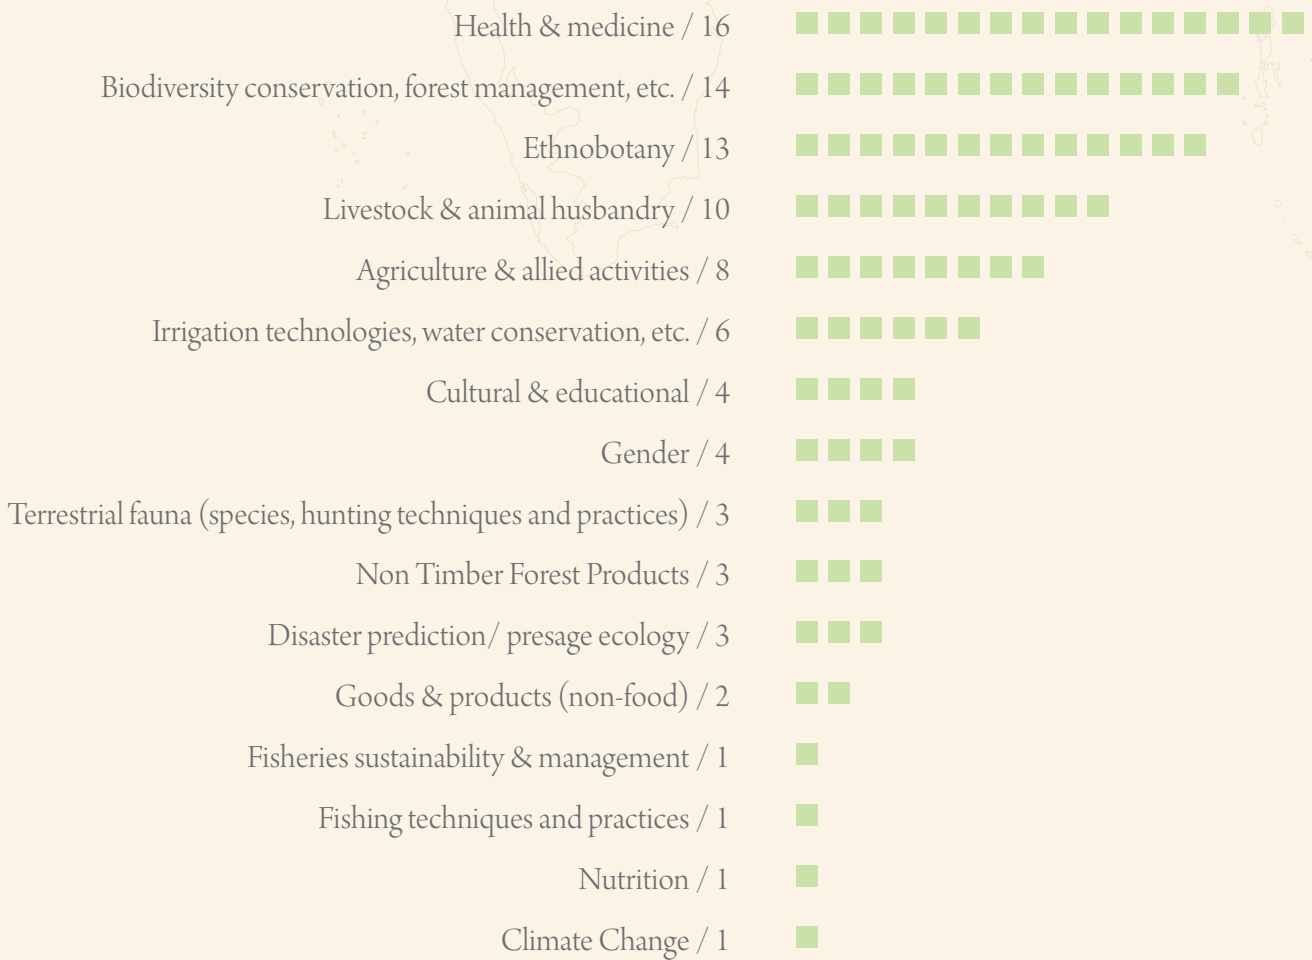 Health & medicine / 16
Biodiversity conservation, forest management, etc. / 14
Ethnobotany / 13
Livestock & animal husbandry / 10
Agriculture & allied activities / 8
Irrigation technologies, water conservation, etc. / 6
Cultural & educational / 4
Gender / 4
Terrestrial fauna (species, hunting techniques and practices) / 3
Non Timber Forest Products / 3
Disaster prediction/ presage ecology / 3
Goods & products (non-food) / 2
Fisheries sustainability & management / 1
Fishing techniques and practices / 1
Nutrition / 1
Climate Change / 1